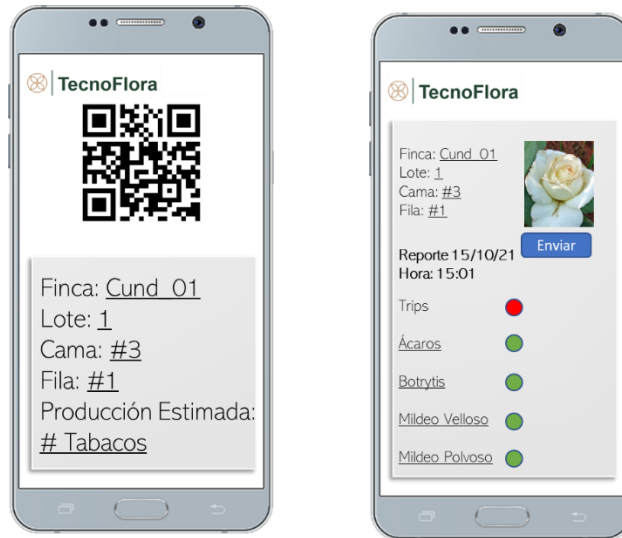 TecnoFlora
Finca: Cund_01
Lote: 1
Cama: #3
Fila: #1
Producción Estimada:
# Tabacos
TecnoFlora
Finca: Cund_01
Lote: 1
Cama: #3
Fila: #1
Enviar
Reporte 15/10/21
Hora: 15:01
Trips
Ácaros
Botrytis
Mildeo Velloso
Mildeo Polvoso